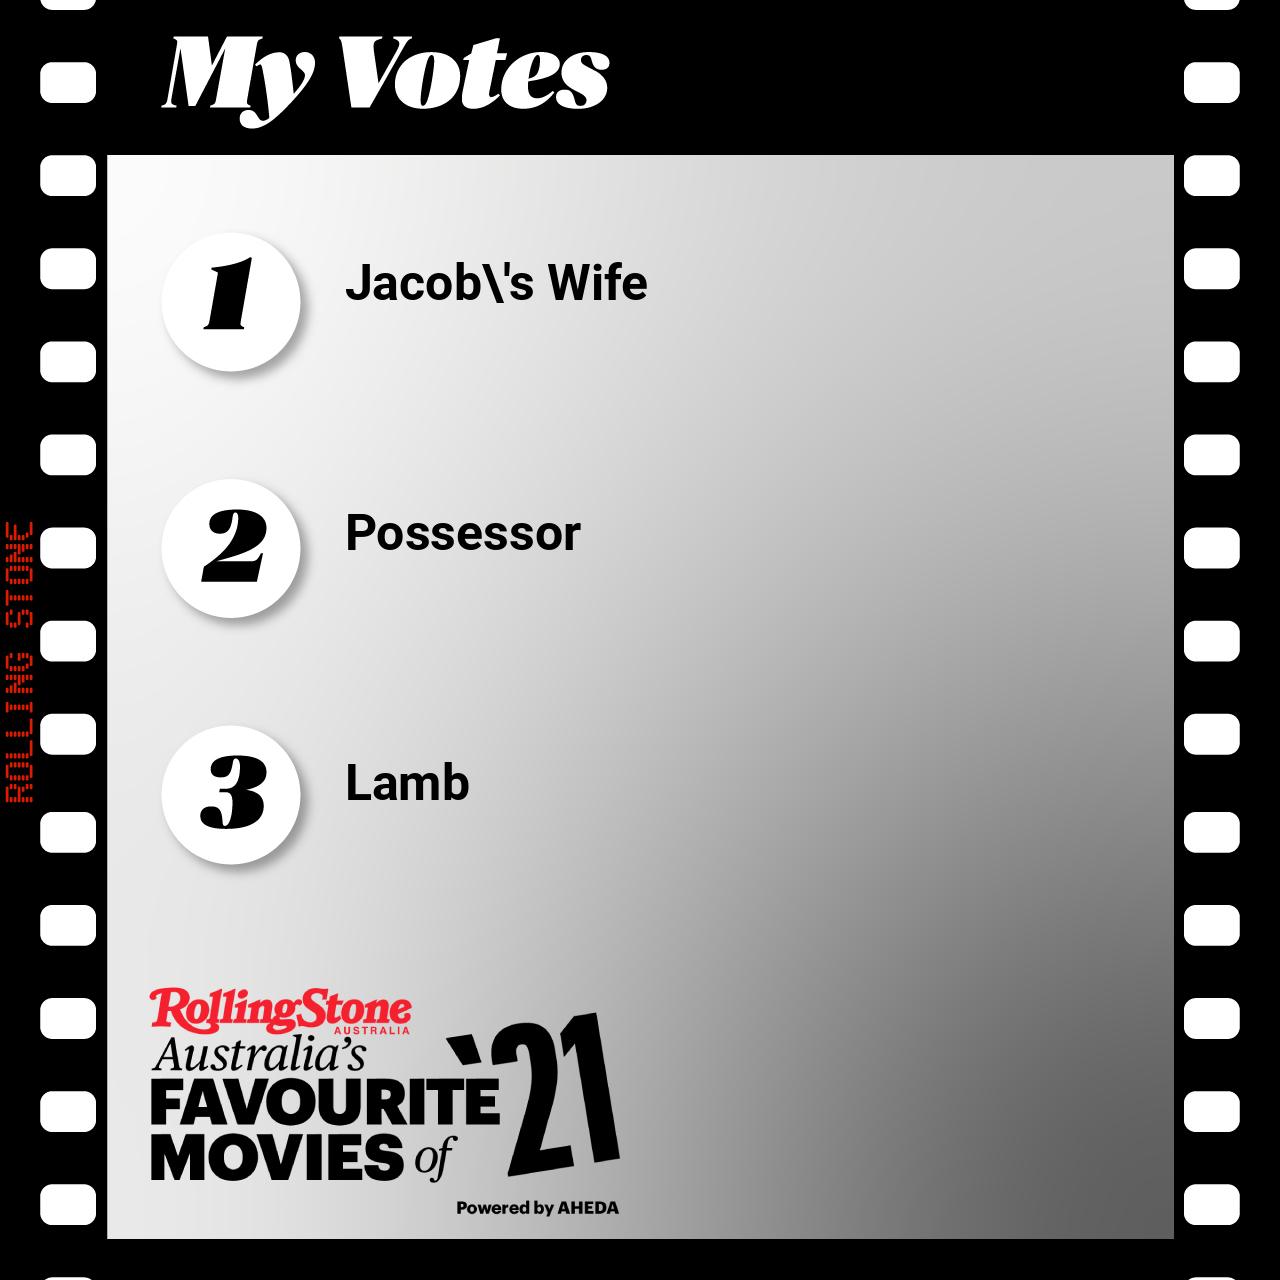 My Votes
1
Jacob\'s Wife
2
Possessor
3
Lamb
ROLLING STONE
RollingStone
AUSTRALIA
Australia's
FAVOURITE
MOVIES of
`21
Powered by AHEDA